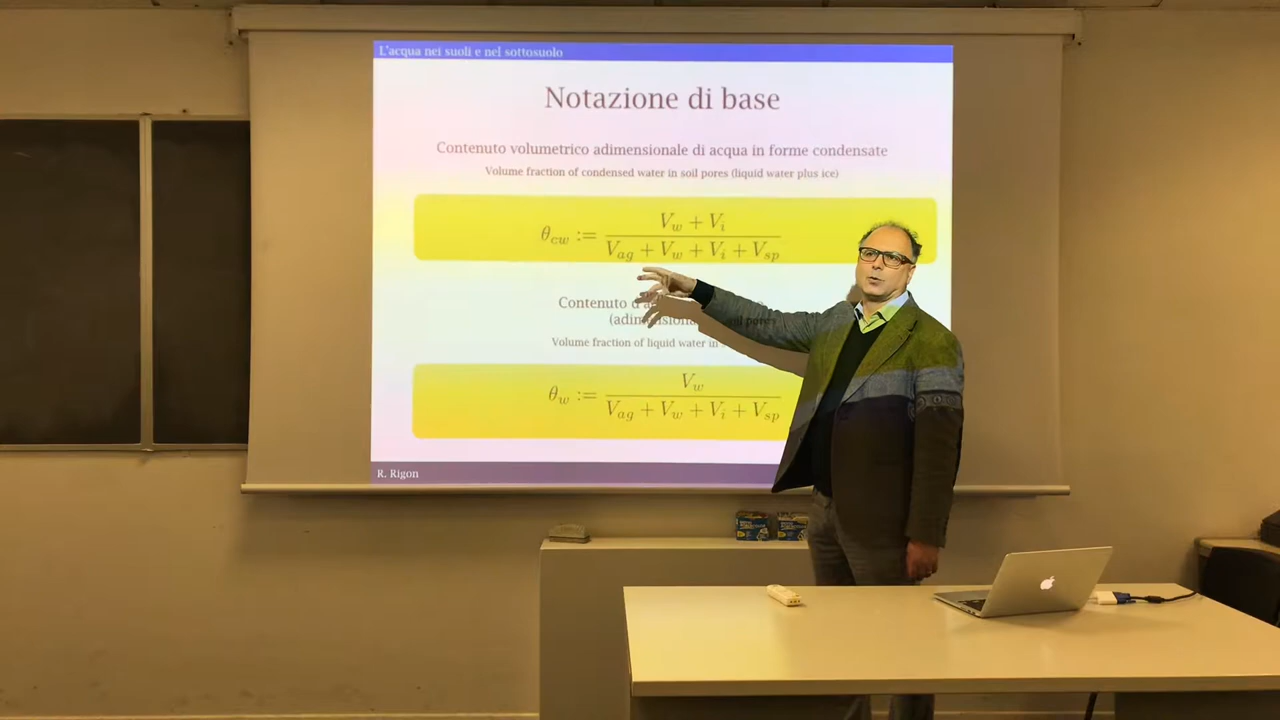 L'acqua nei suoli e nel sottosuolo
Notazione di base
Contenuto volumetrico adimensionale di acqua in forme condensate
Volume fraction of condensed water in soil pores (liquid water plus ice)
θ_cw := (V_w + V_i) / (V_ag + V_w + V_i + V_sp)
Contenuto
Volume fraction of liquid water in
θ_w := V_w / (V_ag + V_w + V_i + V_sp)
R. Rigon